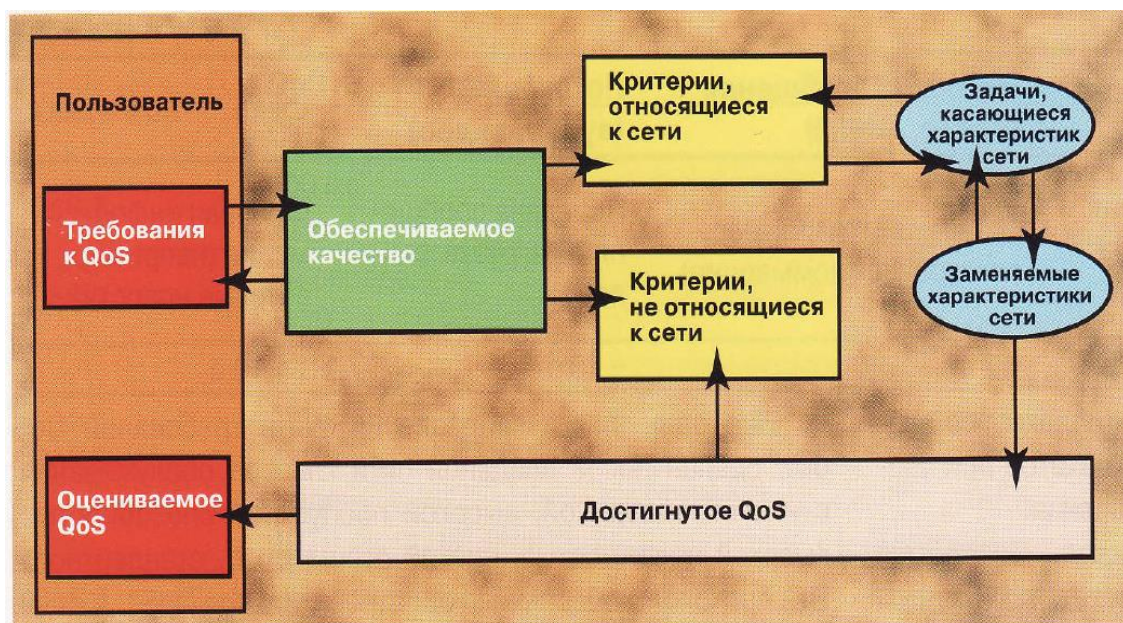 Пользователь
Требования
к QoS
Оцениваемое
QoS
Обеспечиваемое
качество
Критерии,
относящиеся
к сети
Критерии,
не относящиеся
к сети
Задачи,
касающиеся
характеристик
сети
Заменяемые
характеристики
сети
Достигнутое QoS